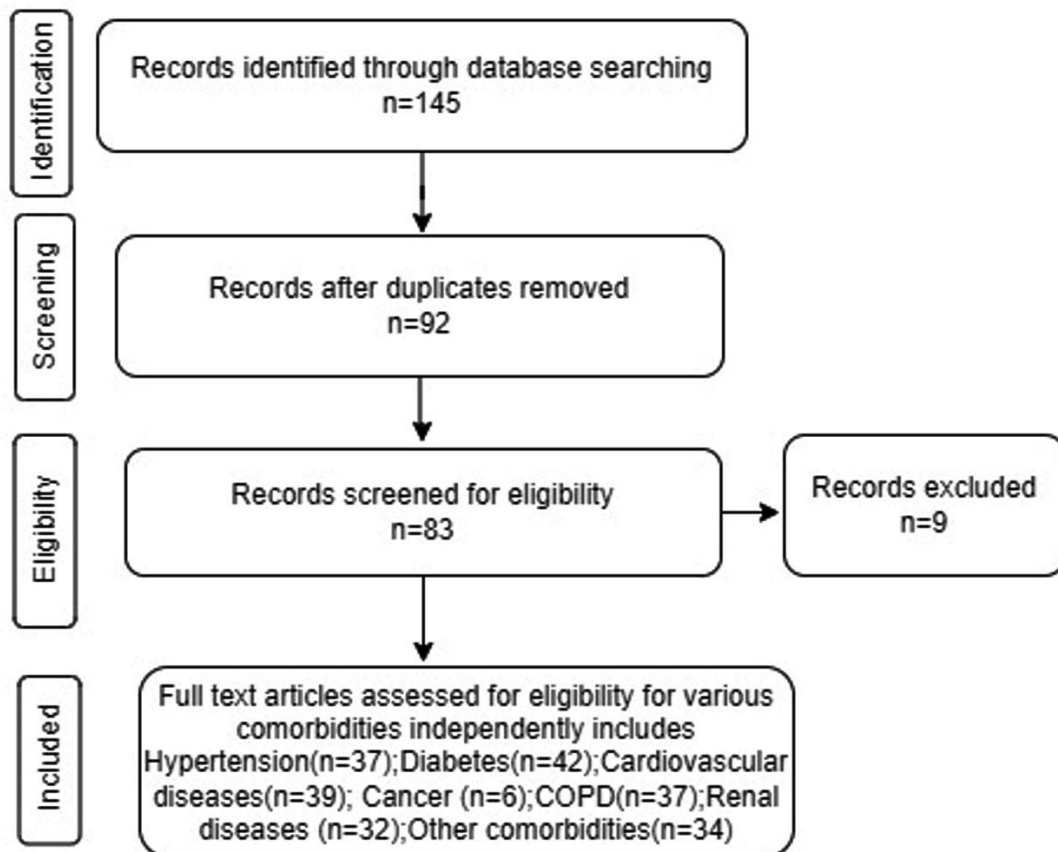 Identification
Records identified through database searching
n=145
Screening
Records after duplicates removed
n=92
Eligibility
Records screened for eligibility
n=83
Records excluded
n=9
Included
Full text articles assessed for eligibility for various
comorbidities independently includes
Hypertension(n=37);Diabetes(n=42);Cardiovascular
diseases(n=39); Cancer (n=6);COPD(n=37);Renal
diseases (n=32);Other comorbidities(n=34)